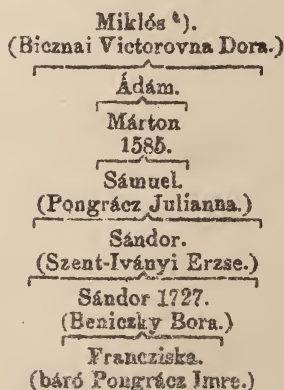 Miklós *).
(Bicznai Victorovna Dora.)
Ádám.
Márton
1585.
Sámuel.
(Pongrácz Julianna.)
Sándor.
(Szent-Iványi Erzse.)
Sándor 1727.
(Beniczky Bora.)
Francziska.
(báró Pongrácz Imre.)